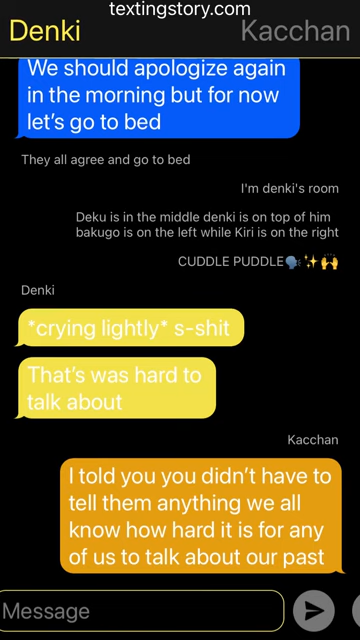 textingstory.com
Denki
Kacchan
We should apologize again
in the morning but for now
let's go to bed
They all agree and go to bed
I'm denki's room
Deku is in the middle denki is on top of him
bakugo is on the left while Kiri is on the right
CUDDLE PUDDLE🗣️✨🙌
Denki
*crying lightly* s-shit
That's was hard to
talk about
Kacchan
I told you you didn't have to
tell them anything we all
know how hard it is for any
of us to talk about our past
Message